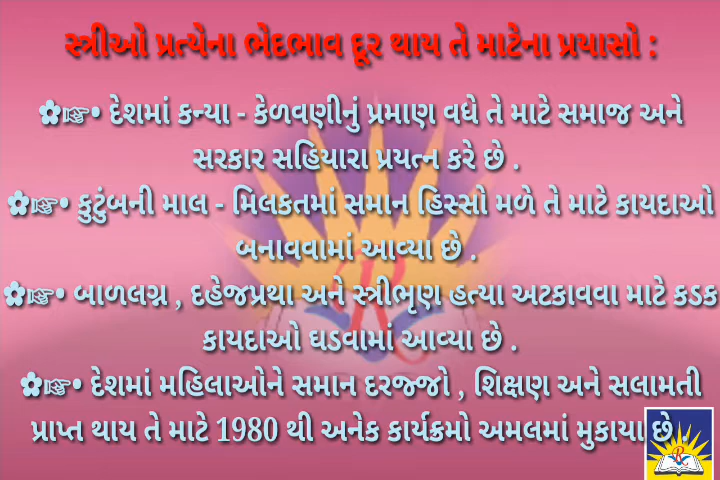 સ્ત્રીઓ પ્રત્યેના ભેદભાવ દૂર થાય તે માટેના પ્રયાસો :
✿☞• દેશમાં કન્યા - કેળવણીનું પ્રમાણ વધે તે માટે સમાજ અને
સરકાર સહિયારા પ્રયત્ન કરે છે .
✿☞• કુટુંબની માલ - મિલકતમાં સમાન હિસ્સો મળે તે માટે કાયદાઓ
બનાવવામાં આવ્યા છે .
✿☞• બાળલગ્ન , દહેજપ્રથા અને સ્ત્રીભૃણ હત્યા અટકાવવા માટે કડક
કાયદાઓ ઘડવામાં આવ્યા છે .
✿☞• દેશમાં મહિલાઓને સમાન દરજ્જો , શિક્ષણ અને સલામતી
પ્રાપ્ત થાય તે માટે 1980 થી અનેક કાર્યક્રમો અમલમાં મુકાયા છે .